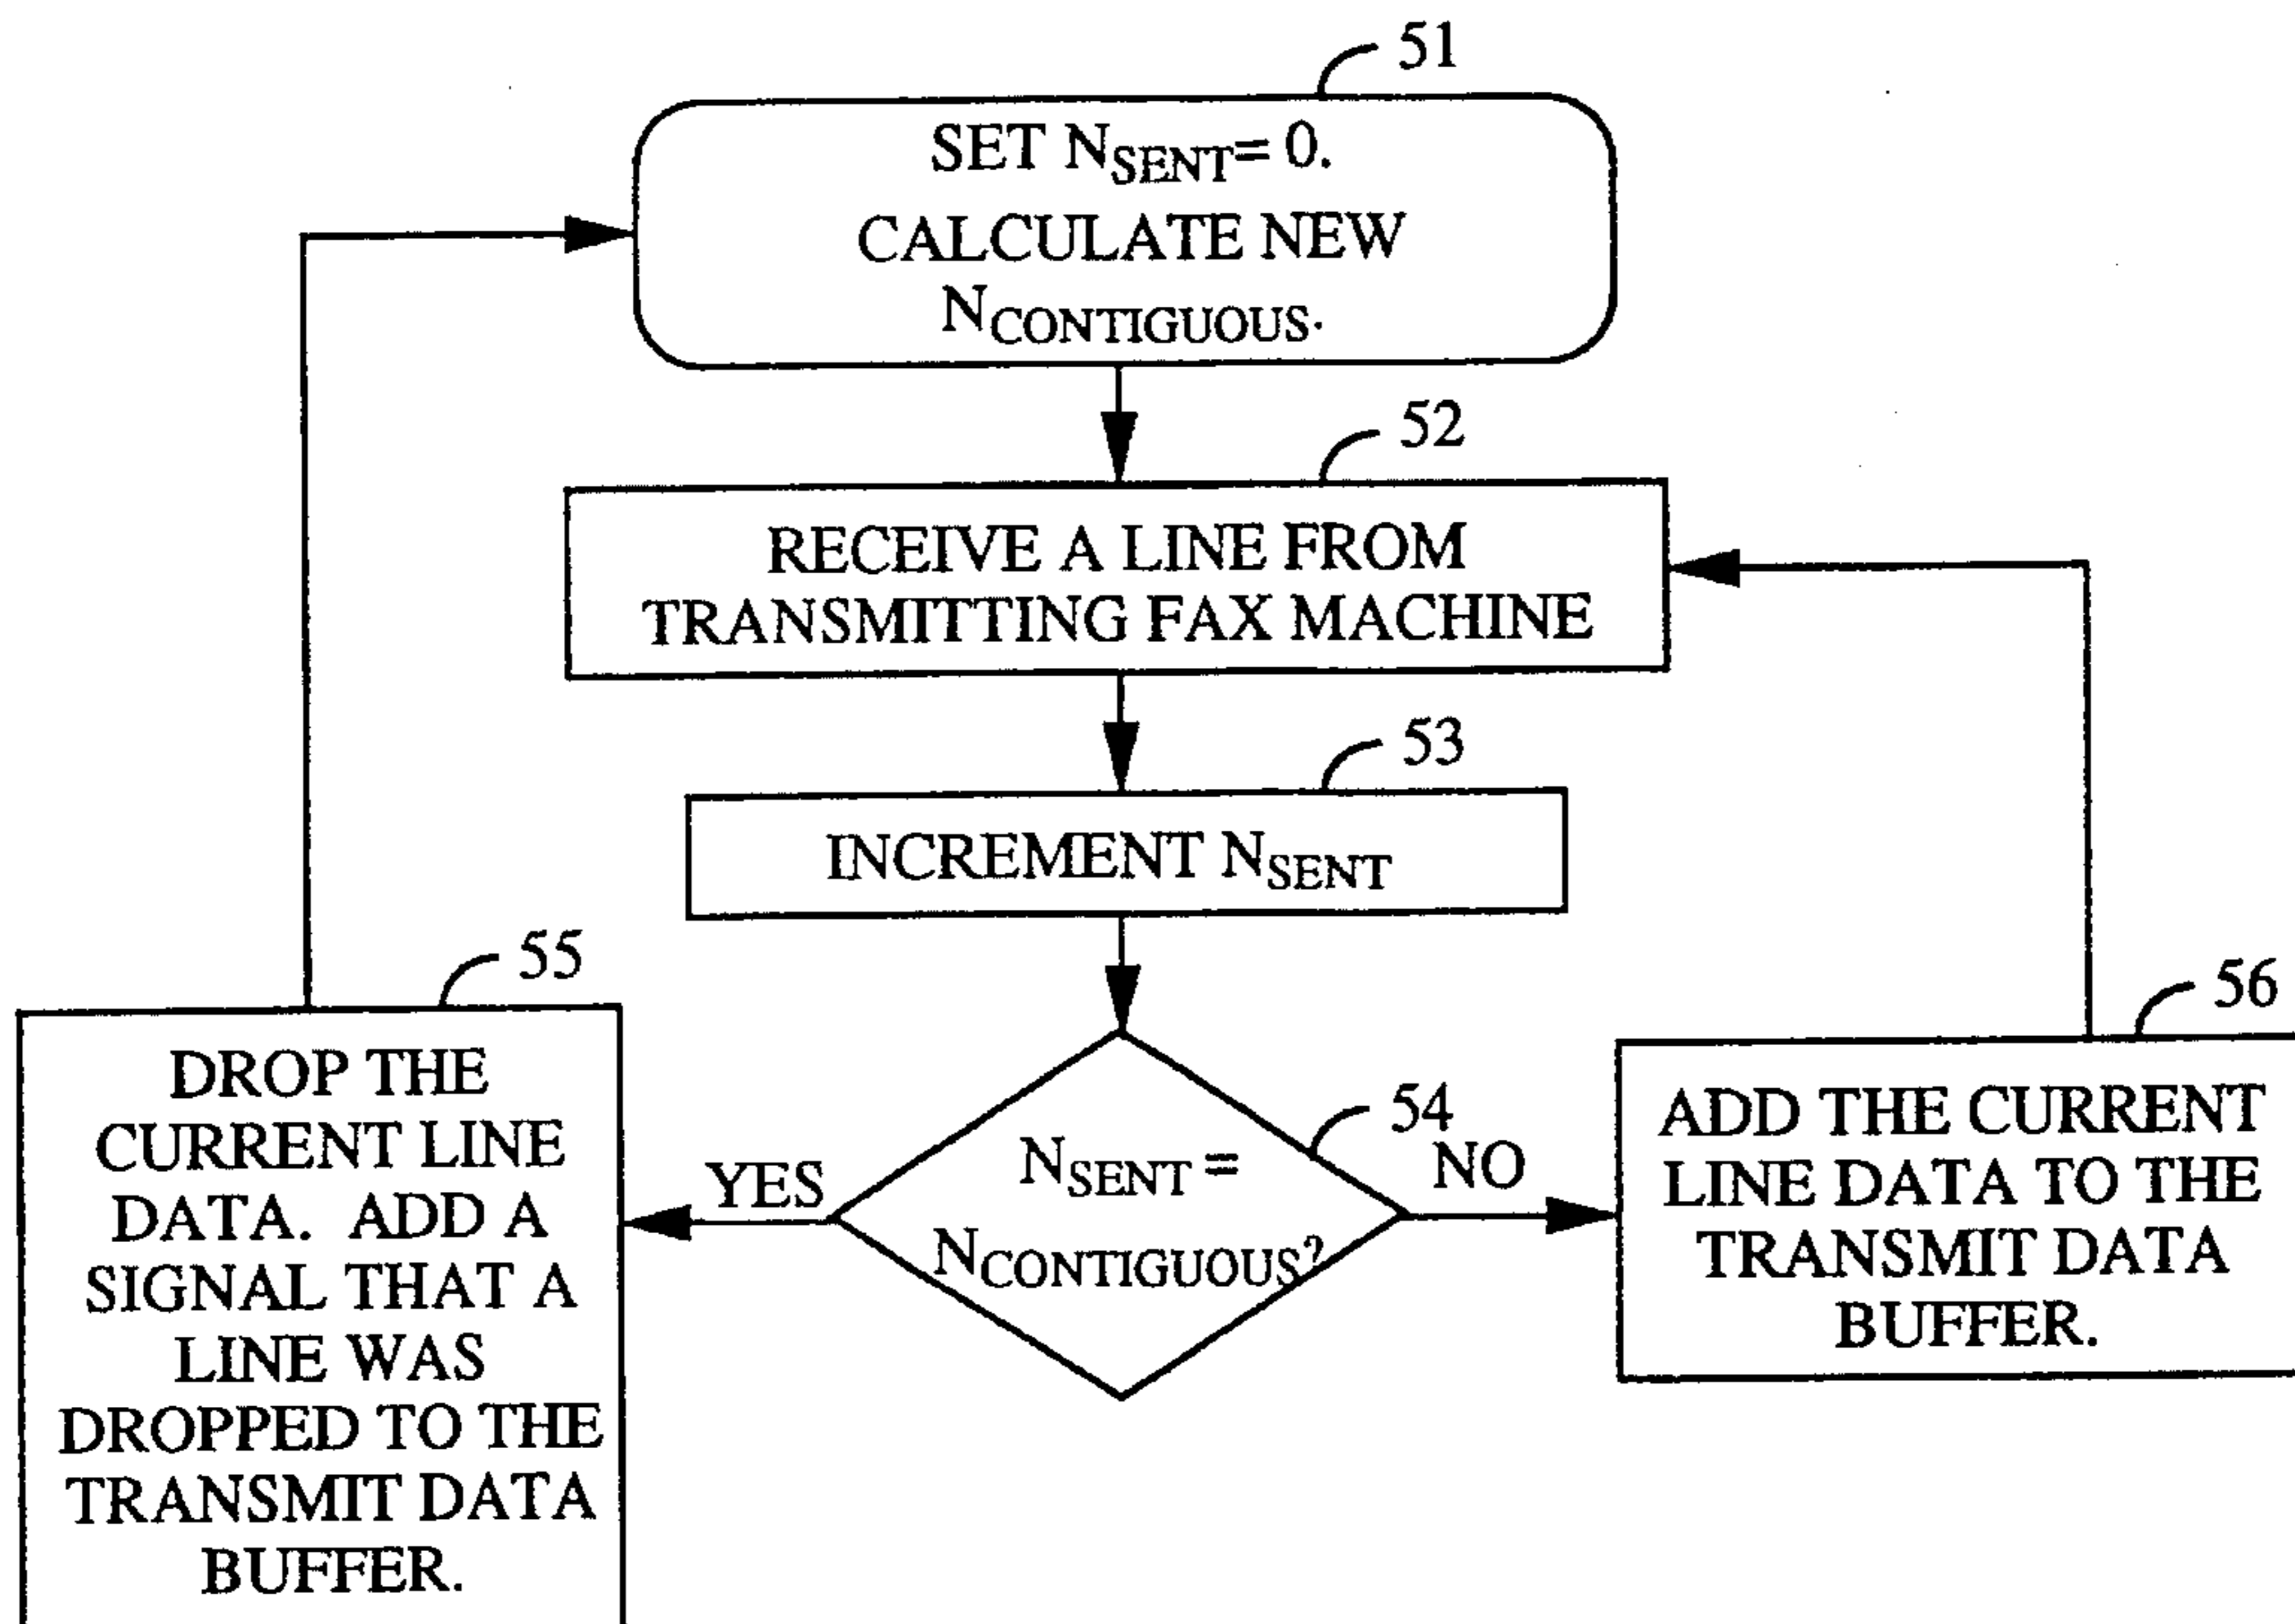 51
SET NSENT= 0.
CALCULATE NEW
NCONTIGUOUS.
52
RECEIVE A LINE FROM
TRANSMITTING FAX MACHINE
53
INCREMENT NSENT
55
DROP THE
CURRENT LINE
DATA. ADD A
SIGNAL THAT A
LINE WAS
DROPPED TO THE
TRANSMIT DATA
BUFFER.
YES
54
NSENT =
NCONTIGUOUS?
NO
56
ADD THE CURRENT
LINE DATA TO THE
TRANSMIT DATA
BUFFER.